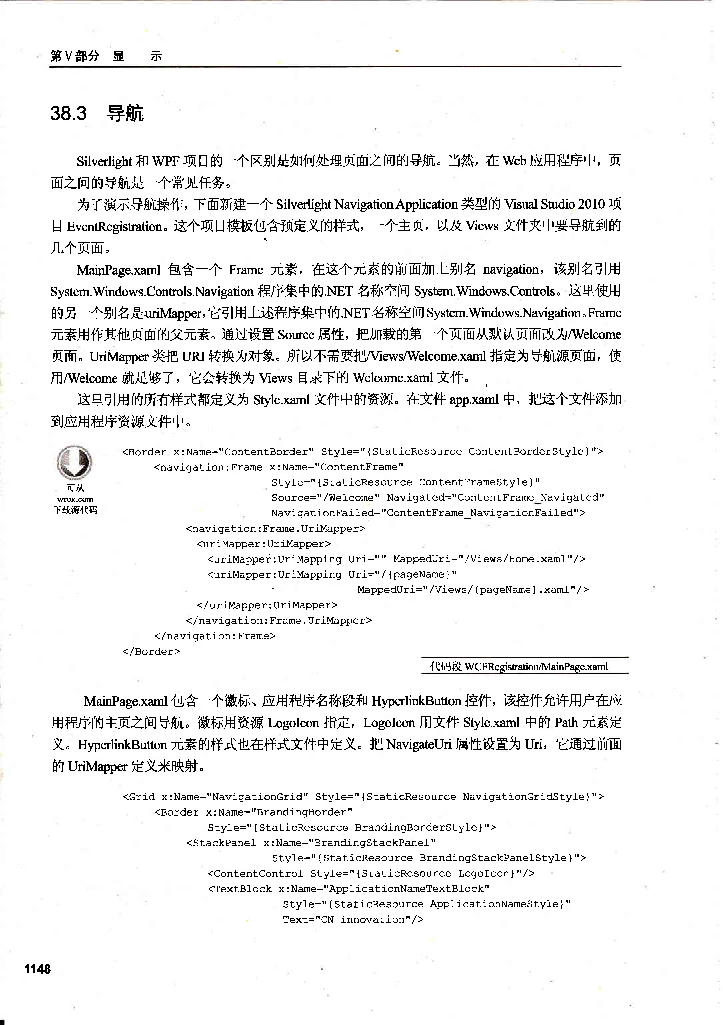 第V部分 显 示
38.3 导航
Silverlight 和 WPF 项目的一个区别是如何处理页面之间的导航。当然，在 Web 应用程序中，页
面之间的导航是一个常见任务。
为了演示导航操作，下面新建一个 Silverlight Navigation Application 类型的 Visual Studio 2010 项
目 EventRegistration。这个项目模板包含预定义的样式，一个主页，以及 Views 文件夹中要导航到的
几个页面。
MainPage.xaml 包含一个 Frame 元素，在这个元素的前面加上别名 navigation，该别名引用
System.Windows.Controls.Navigation 程序集中的.NET 名称空间 System.Windows.Controls。这里使用
的另一个别名是 uriMapper，它引用上述程序集中的.NET 名称空间 System.Windows.Navigation。Frame
元素用作其他页面的父元素。通过设置 Source 属性，把加载的第一个页面从默认页面改为/Welcome
页面。UriMapper 类把 URI 转换为对象。所以不需要把/Views/Welcome.xaml 指定为导航源页面，使
用/Welcome 就足够了，它会转换为 Views 目录下的 Welcome.xaml 文件。
这里引用的所有样式都定义为 Style.xaml 文件中的资源。在文件 app.xaml 中，把这个文件添加
到应用程序资源文件中。
可从
wrox.com
下载源代码
<Border x:Name="ContentBorder" Style="{StaticResource ContentBorderStyle}">
<navigation:Frame x:Name="ContentFrame"
Style="{StaticResource ContentFrameStyle}"
Source="/Welcome" Navigated="ContentFrame_Navigated"
NavigationFailed="ContentFrame_NavigationFailed">
<navigation:Frame.UriMapper>
<uriMapper:UriMapper>
<uriMapper:UriMapping Uri="" MappedUri="/Views/Home.xaml"/>
<uriMapper:UriMapping Uri="/{pageName}"
MappedUri="/Views/{pageName}.xaml"/>
</uriMapper:UriMapper>
</navigation:Frame.UriMapper>
</navigation:Frame>
</Border>
代码段 WCFRegistration/MainPage.xaml
MainPage.xaml 包含一个徽标、应用程序名称段和 HyperlinkButton 控件，该控件允许用户在应
用程序的主页之间导航。徽标用资源 LogoIcon 指定，LogoIcon 用文件 Style.xaml 中的 Path 元素定
义。HyperlinkButton 元素的样式也在样式文件中定义。把 NavigateUri 属性设置为 Uri，它通过前面
的 UriMapper 定义来映射。
<Grid x:Name="NavigationGrid" Style="{StaticResource NavigationGridStyle}">
<Border x:Name="BrandingBorder"
Style="{StaticResource BrandingBorderStyle}">
<StackPanel x:Name="BrandingStackPanel"
Style="{StaticResource BrandingStackPanelStyle}">
<ContentControl Style="{StaticResource LogoIcon}"/>
<TextBlock x:Name="ApplicationNameTextBlock"
Style="{StaticResource ApplicationNameStyle}"
Text="CN innovation"/>
1148